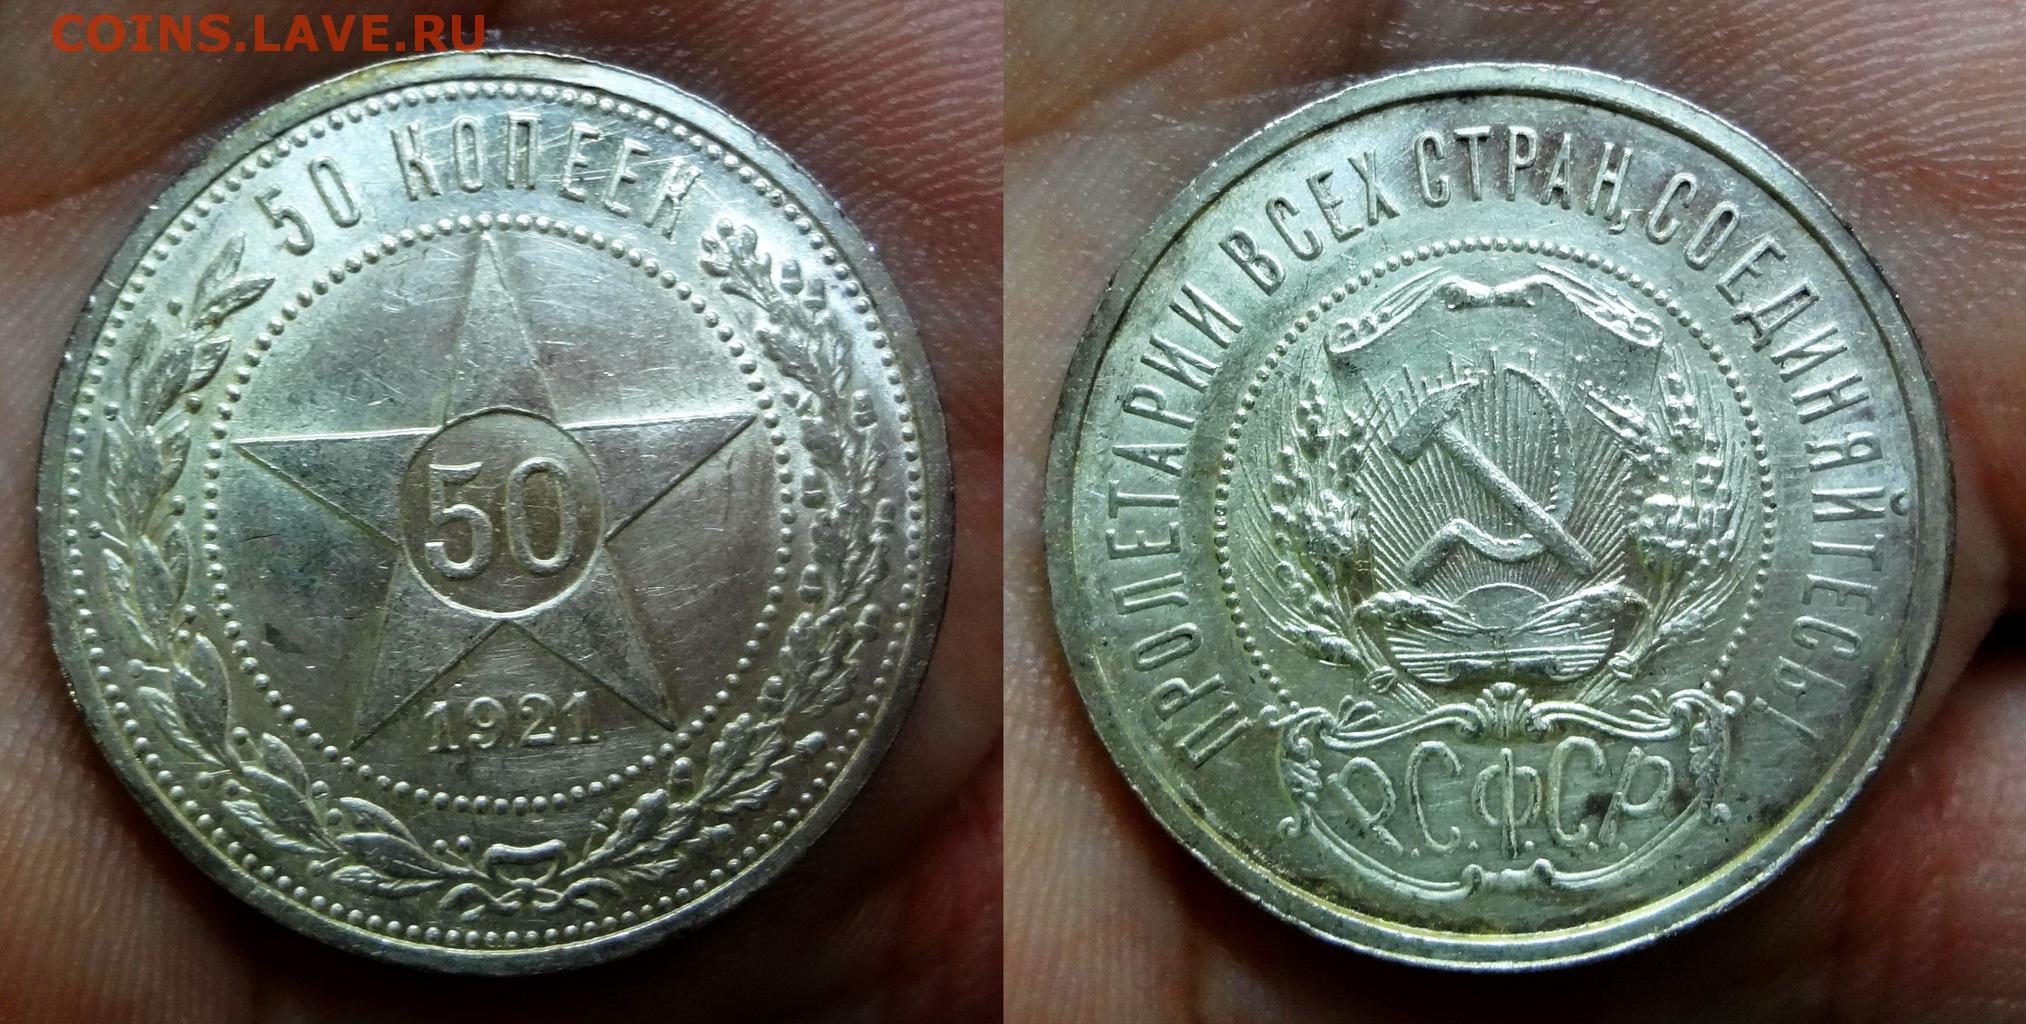 COINS.LAVE.RU
50 КОПЕЕК
50
1921
ПРОЛЕТАРИИ ВСЕХ СТРАН, СОЕДИНЯЙТЕСЬ!
Р.С.Ф.С.Р.